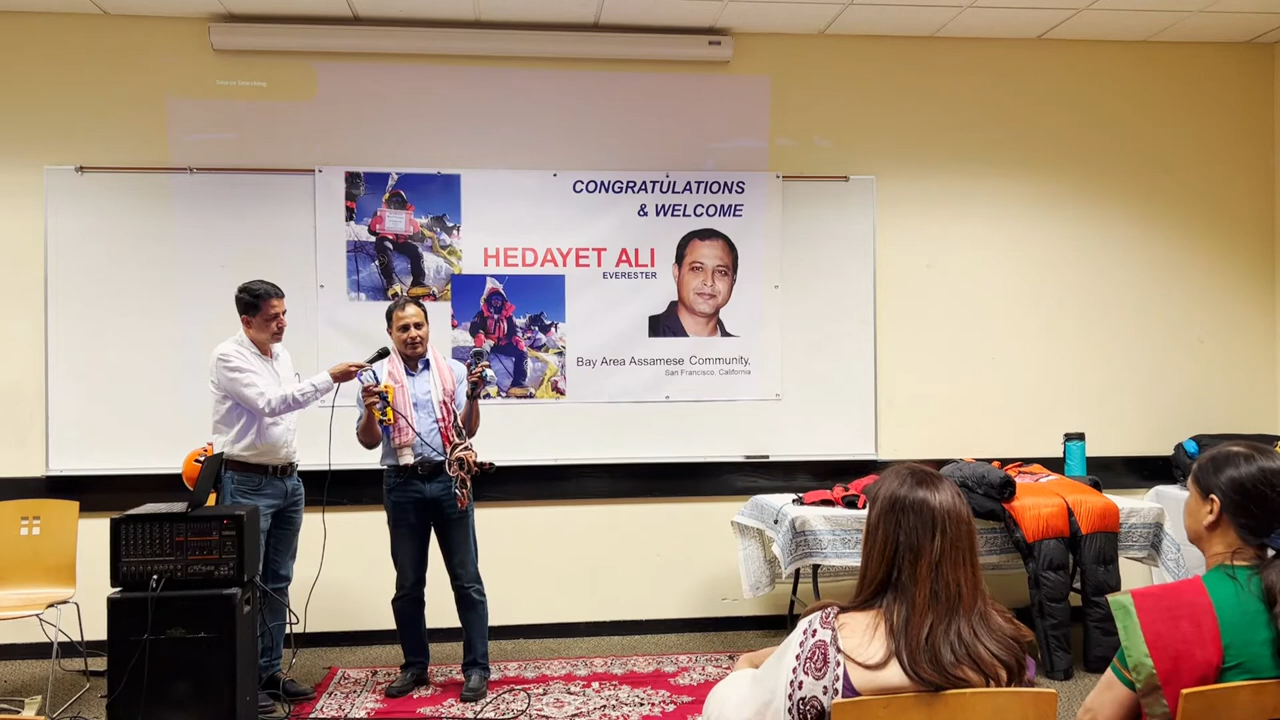 CONGRATULATIONS
& WELCOME
HEDAYET ALI
EVERESTER
Bay Area Assamese Community,
San Francisco, California